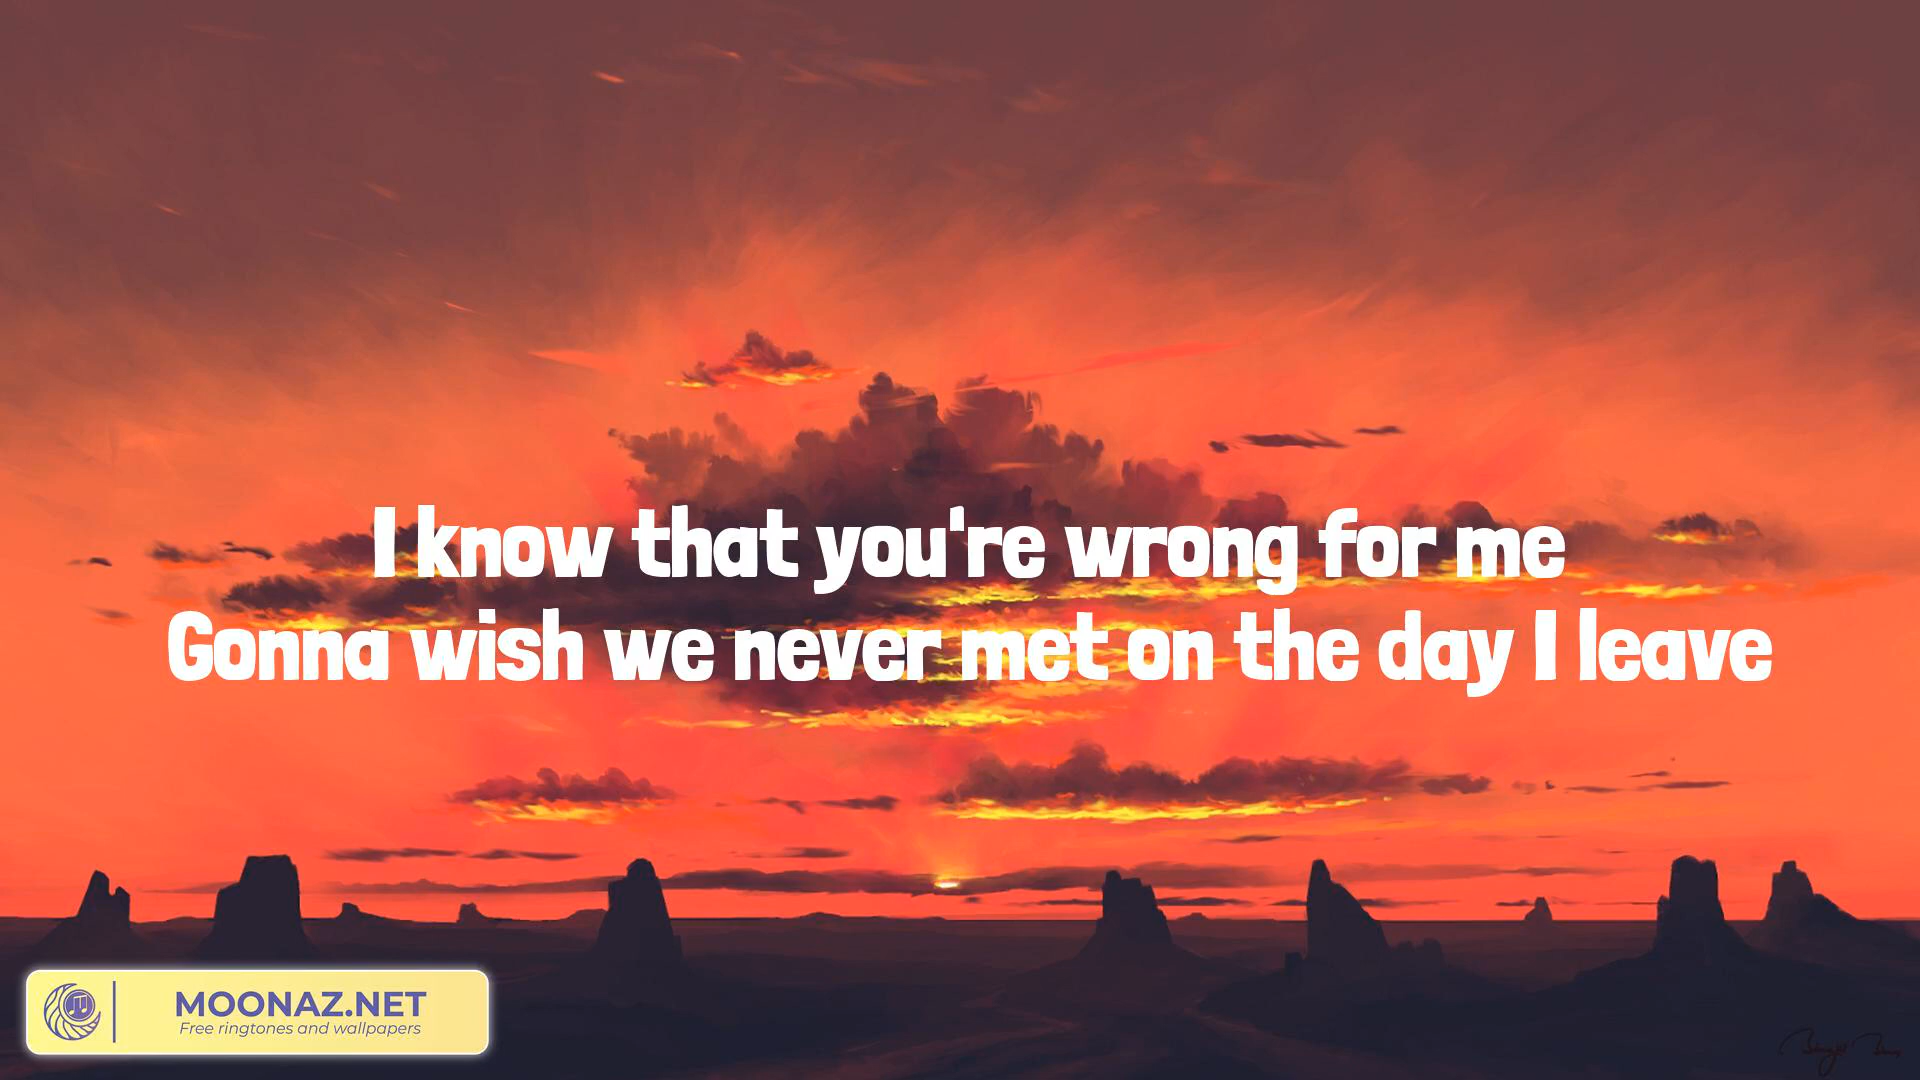 I know that you're wrong for me
Gonna wish we never met on the day I leave
MOONAZ.NET
Free ringtones and wallpapers